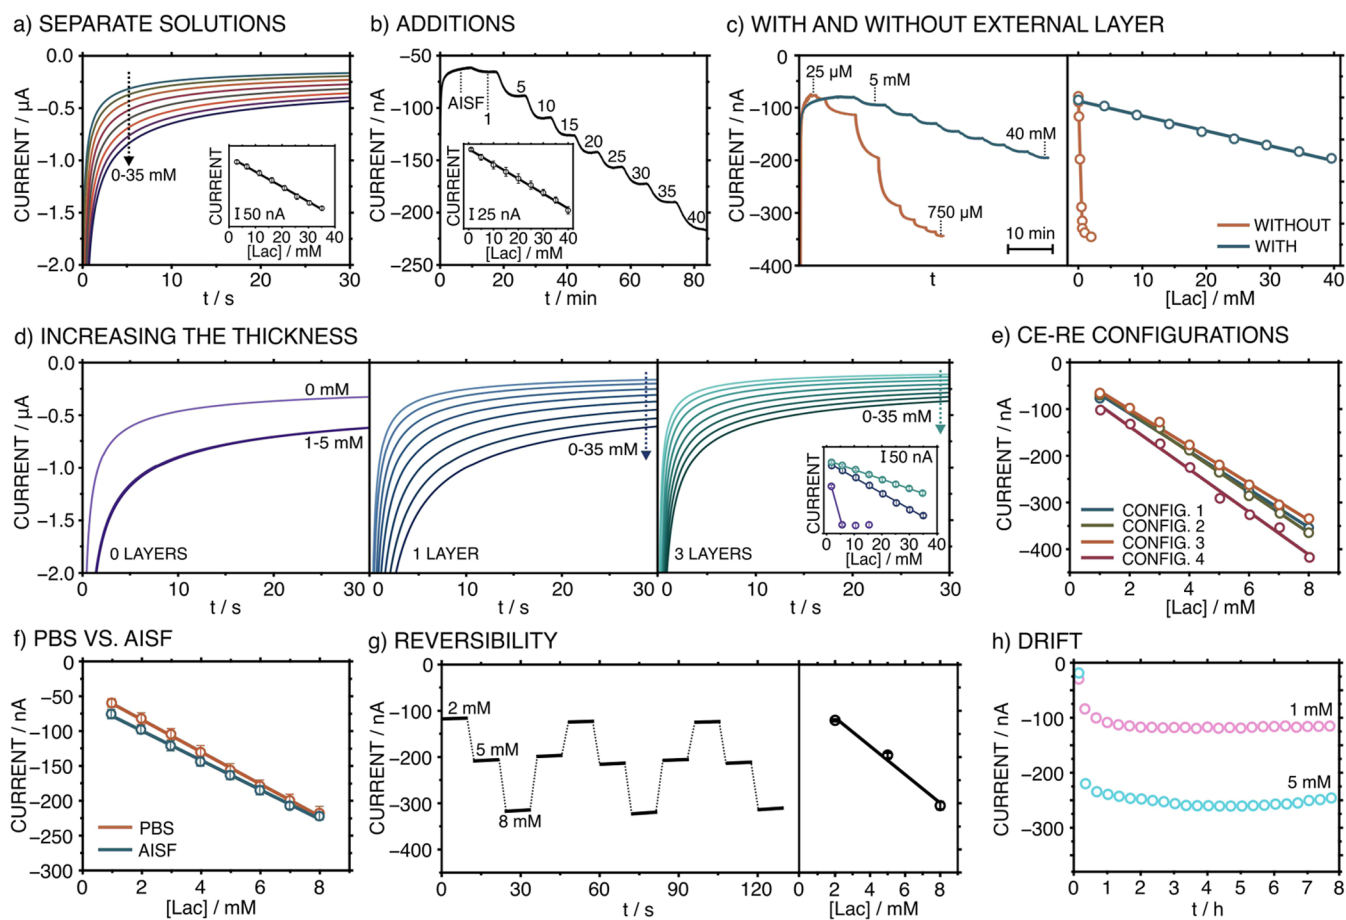 a) SEPARATE SOLUTIONS
CURRENT / µA
0.0
−0.5
−1.0
−1.5
−2.0
0-35 mM
CURRENT
50 nA
0 10 20 30 40
[Lac] / mM
0 10 20 30
t / s
b) ADDITIONS
CURRENT / nA
−50
−100
−150
−200
−250
AISF
1
5
10
15
20
25
30
35
40
CURRENT
25 nA
0 10 20 30 40
[Lac] / mM
0 20 40 60 80
t / min
c) WITH AND WITHOUT EXTERNAL LAYER
CURRENT / nA
0
−100
−200
−300
−400
25 µM
5 mM
40 mM
750 µM
10 min
t
WITHOUT
WITH
0 10 20 30 40
[Lac] / mM
d) INCREASING THE THICKNESS
CURRENT / µA
0.0
−0.5
−1.0
−1.5
−2.0
0 mM
1-5 mM
0 LAYERS
0 10 20 30
t / s
0-35 mM
1 LAYER
10 20 30
t / s
0-35 mM
3 LAYERS
CURRENT
50 nA
0 10 20 30 40
[Lac] / mM
0 10 20 30
t / s
e) CE-RE CONFIGURATIONS
CURRENT / nA
0
−100
−200
−300
−400
CONFIG. 1
CONFIG. 2
CONFIG. 3
CONFIG. 4
0 2 4 6 8
[Lac] / mM
f) PBS VS. AISF
CURRENT / nA
0
−50
−100
−150
−200
−250
−300
PBS
AISF
0 2 4 6 8
[Lac] / mM
g) REVERSIBILITY
CURRENT / nA
0
−100
−200
−300
−400
2 mM
5 mM
8 mM
0 30 60 90 120
t / s
0 2 4 6 8
[Lac] / mM
h) DRIFT
CURRENT / nA
0
−100
−200
−300
1 mM
5 mM
0 1 2 3 4 5 6 7 8
t / h